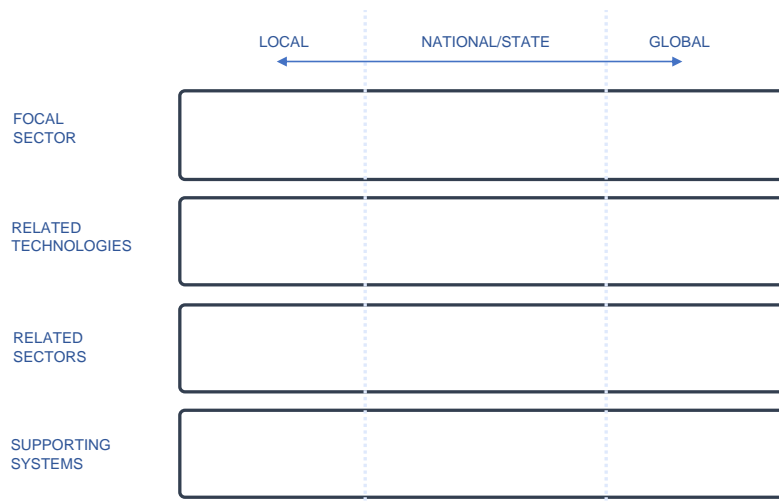 LOCAL NATIONAL/STATE GLOBAL
FOCAL
SECTOR
RELATED
TECHNOLOGIES
RELATED
SECTORS
SUPPORTING
SYSTEMS